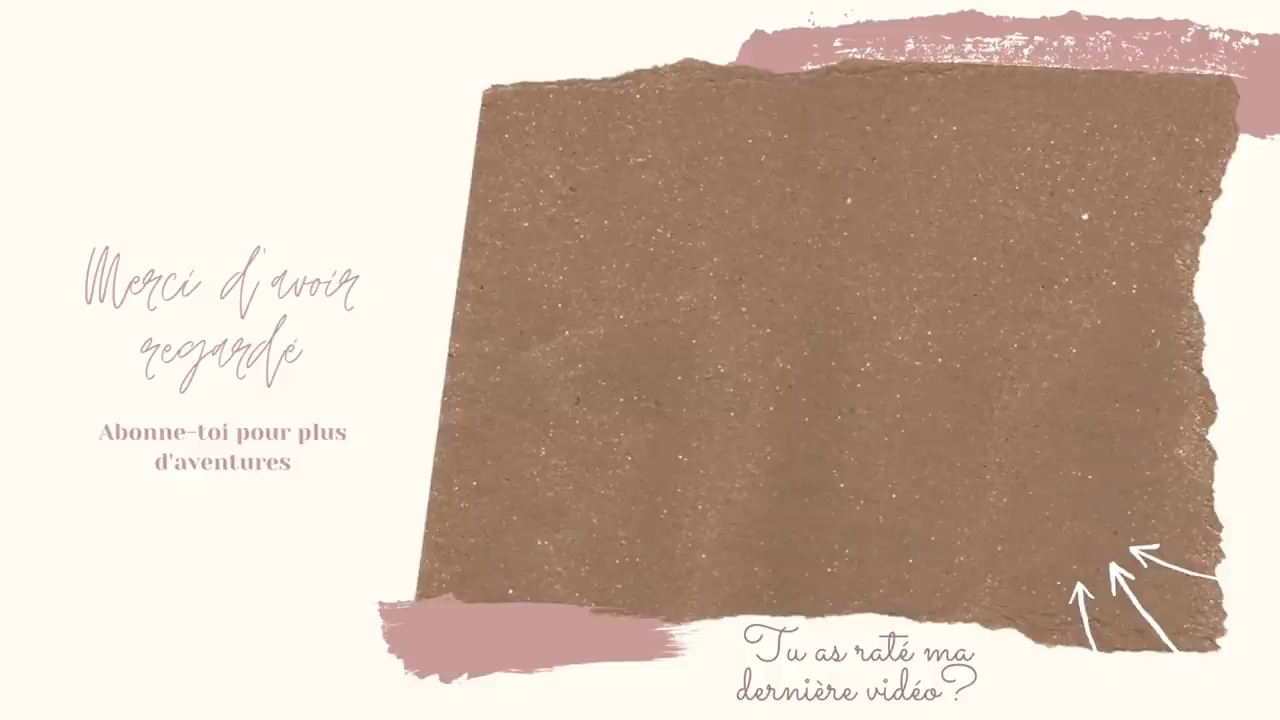 Merci d'avoir
regardé
Abonne-toi pour plus
d'aventures
Tu as raté ma
dernière vidéo?